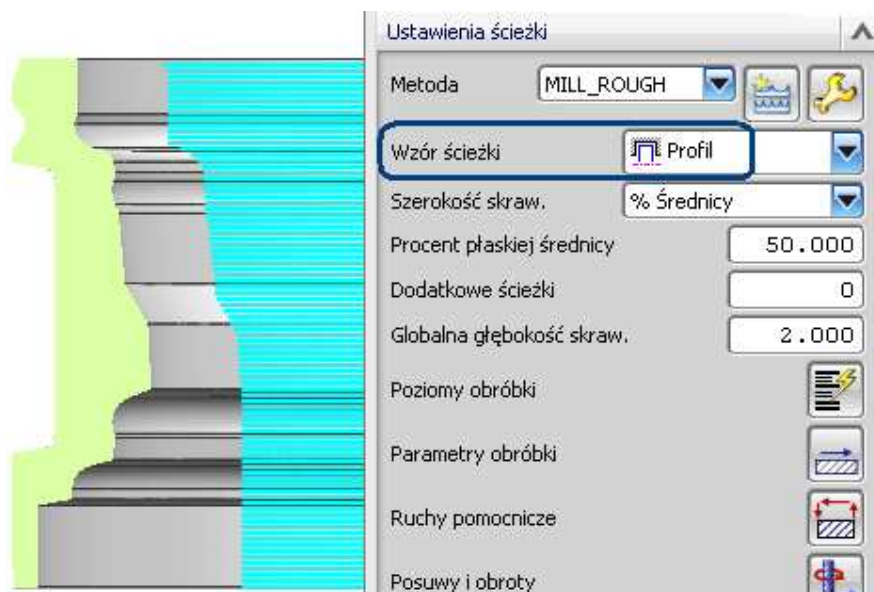 Ustawienia ścieżki
Metoda MILL_ROUGH
Wzór ścieżki Profil
Szerokość skraw. % Średnicy
Procent płaskiej średnicy 50.000
Dodatkowe ścieżki 0
Globalna głębokość skraw. 2.000
Poziomy obróbki
Parametry obróbki
Ruchy pomocnicze
Posuwy i obroty